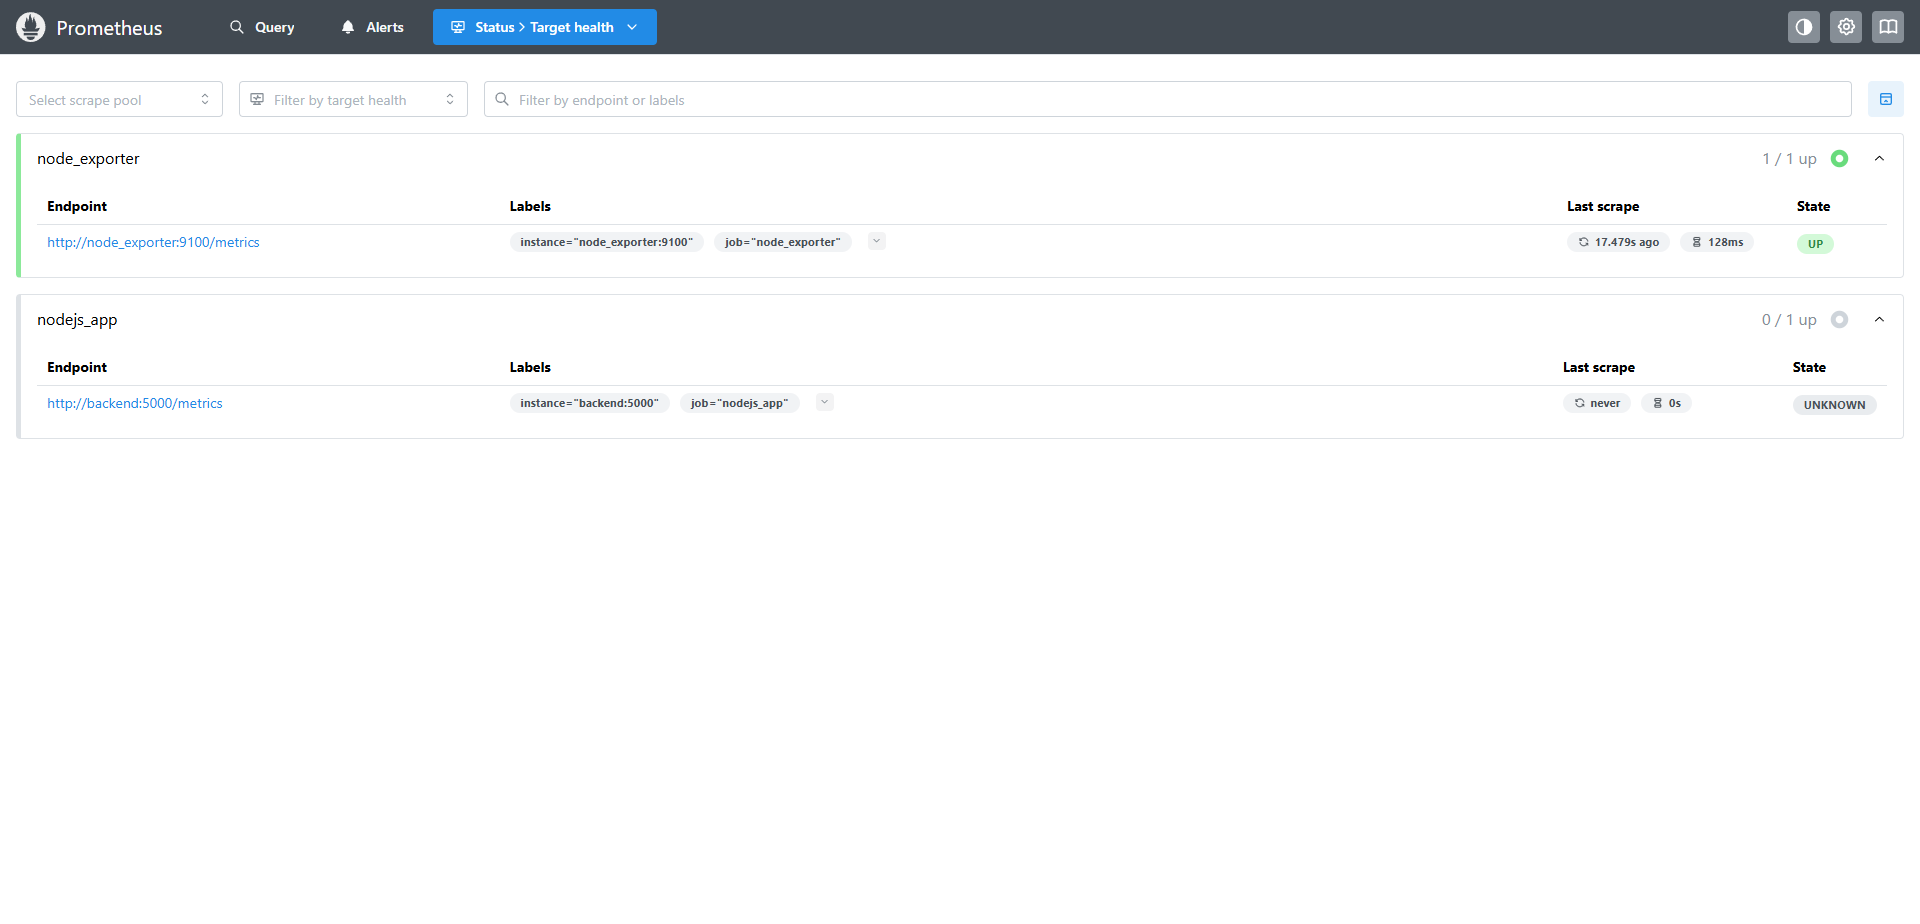 Prometheus Query Alerts Status > Target health
Select scrape pool Filter by target health Filter by endpoint or labels
node_exporter 1 / 1 up
Endpoint Labels Last scrape State
http://node_exporter:9100/metrics instance="node_exporter:9100" job="node_exporter" 17.479s ago 128ms UP
nodejs_app 0 / 1 up
Endpoint Labels Last scrape State
http://backend:5000/metrics instance="backend:5000" job="nodejs_app" never 0s UNKNOWN